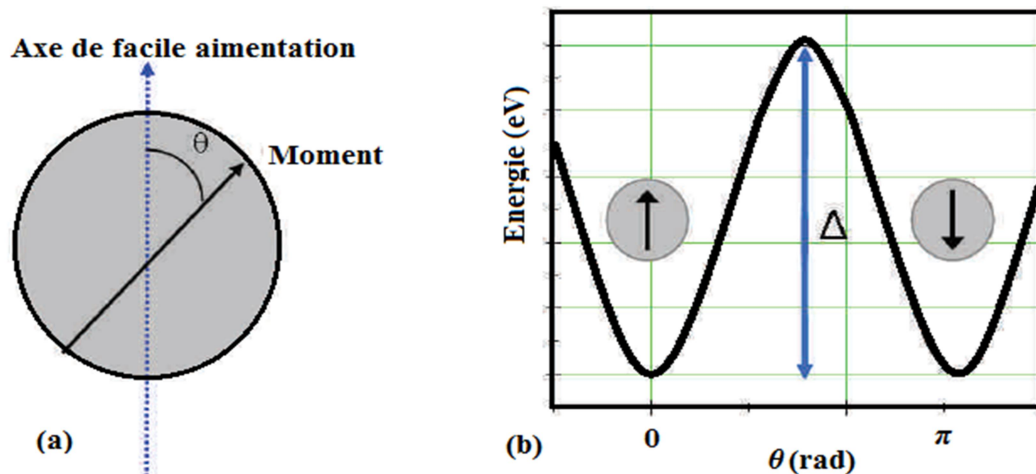 Axe de facile aimentation
θ
Moment
(a)
Energie (eV)
Δ
0
π
(b)
θ (rad)